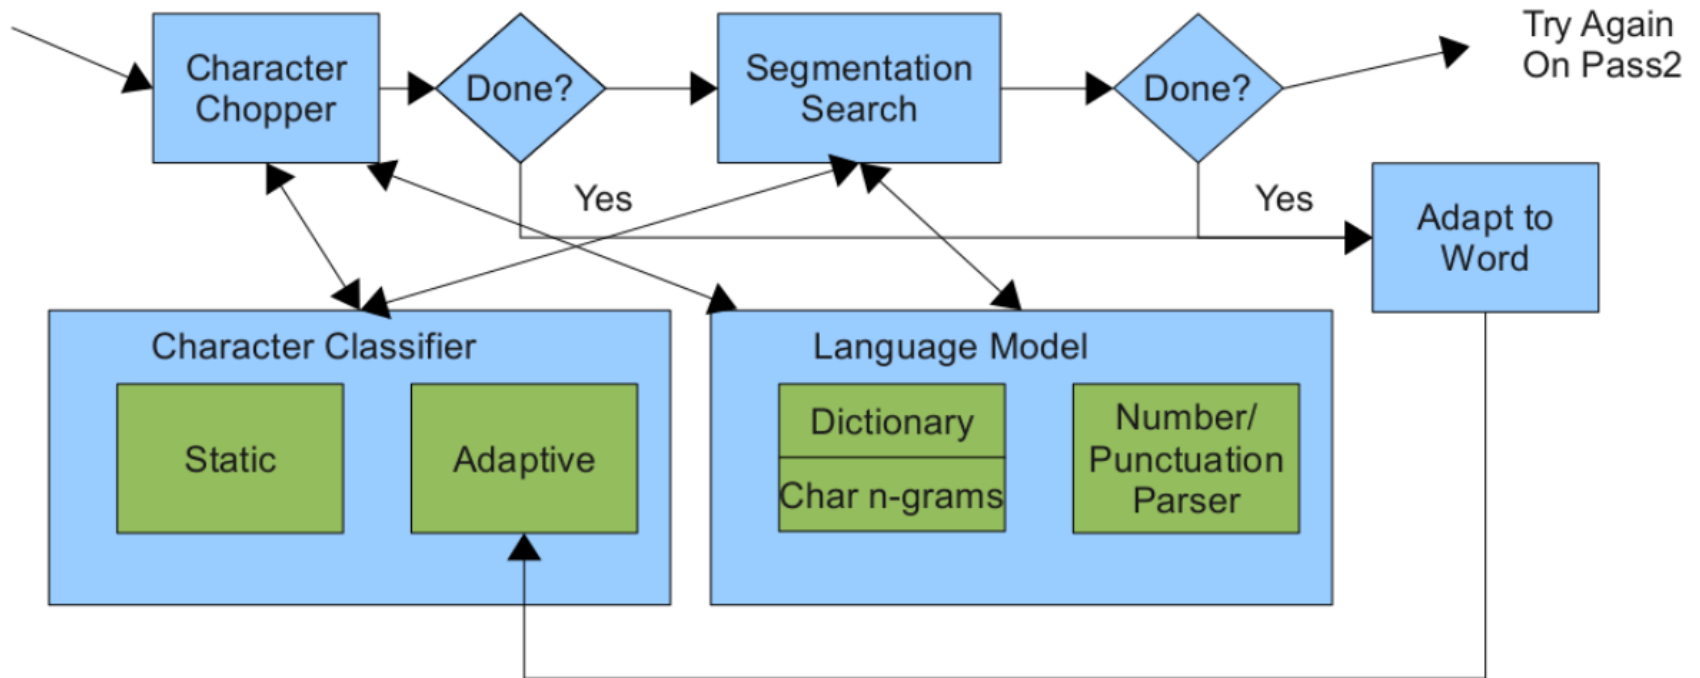 Character
Chopper
Done?
Segmentation
Search
Done?
Try Again
On Pass2
Yes
Yes
Adapt to
Word
Character Classifier
Static
Adaptive
Language Model
Dictionary
Char n-grams
Number/
Punctuation
Parser